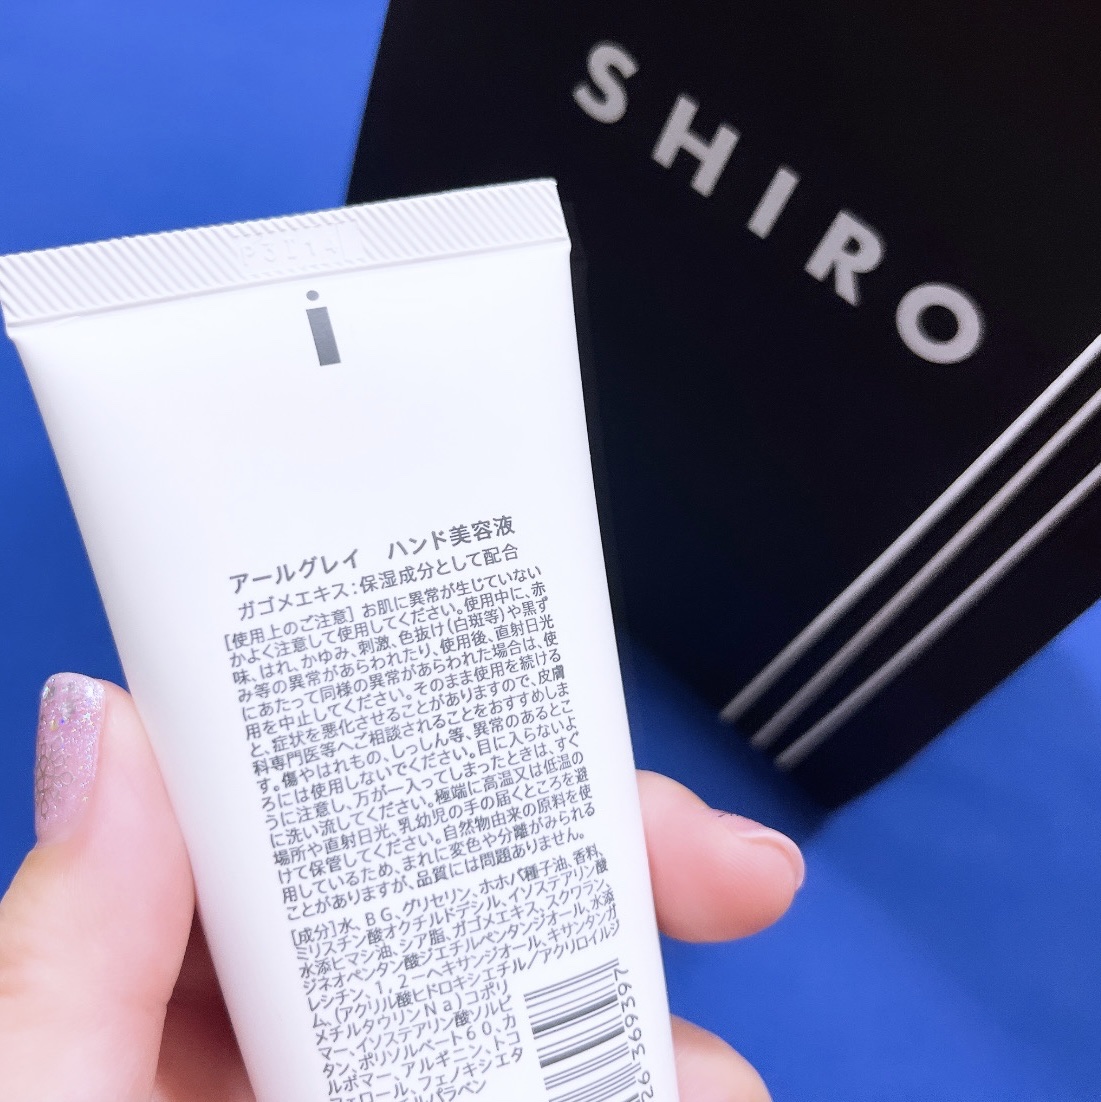 SHIRO
アールグレイ ハンド美容液
ガゴメエキス：保湿成分として配合
[使用上のご注意] お肌に異常が生じていない
かよく注意して使用してください。使用中に、赤
味、はれ、かゆみ、刺激、色抜け(白斑等)や黒ず
み等の異常があらわれたり、使用後、直射日光
にあたって同様の異常があらわれた場合は、使
用を中止してください。そのまま使用を続ける
と、症状を悪化させることがありますので、皮膚
科専門医等へご相談されることをおすすめしま
す。傷やはれもの、しっしん等、異常のあるとこ
ろには使用しないでください。目に入らないよ
うに注意し、万が一入ってしまったときは、すぐ
に洗い流してください。極端に高温又は低温の
場所や直射日光、乳幼児の手の届くところを避
けて保管してください。自然物由来の原料を使
用しているため、まれに変色や分離がみられる
ことがありますが、品質には問題ありません。
[成分]水、BG、グリセリン、ホホバ種子油、香料、
ミリスチン酸オクチルドデシル、イソステアリン酸
水添ヒマシ油、シア脂、ガゴメエキス、スクワラン、
ジネオペンタン酸ジエチルペンタンジオール、水添
レシチン、1,2－ヘキサンジオール、キサンタンガ
ム、(アクリル酸ヒドロキシエチル／アクリロイルジ
メチルタウリンNa)コポリ
マー、イソステアリン酸ソルビ
タン、ポリソルベート60、カ
ルボマー、アルギニン、トコ
フェロール、フェノキシエタ
ルパラベン
26 369397